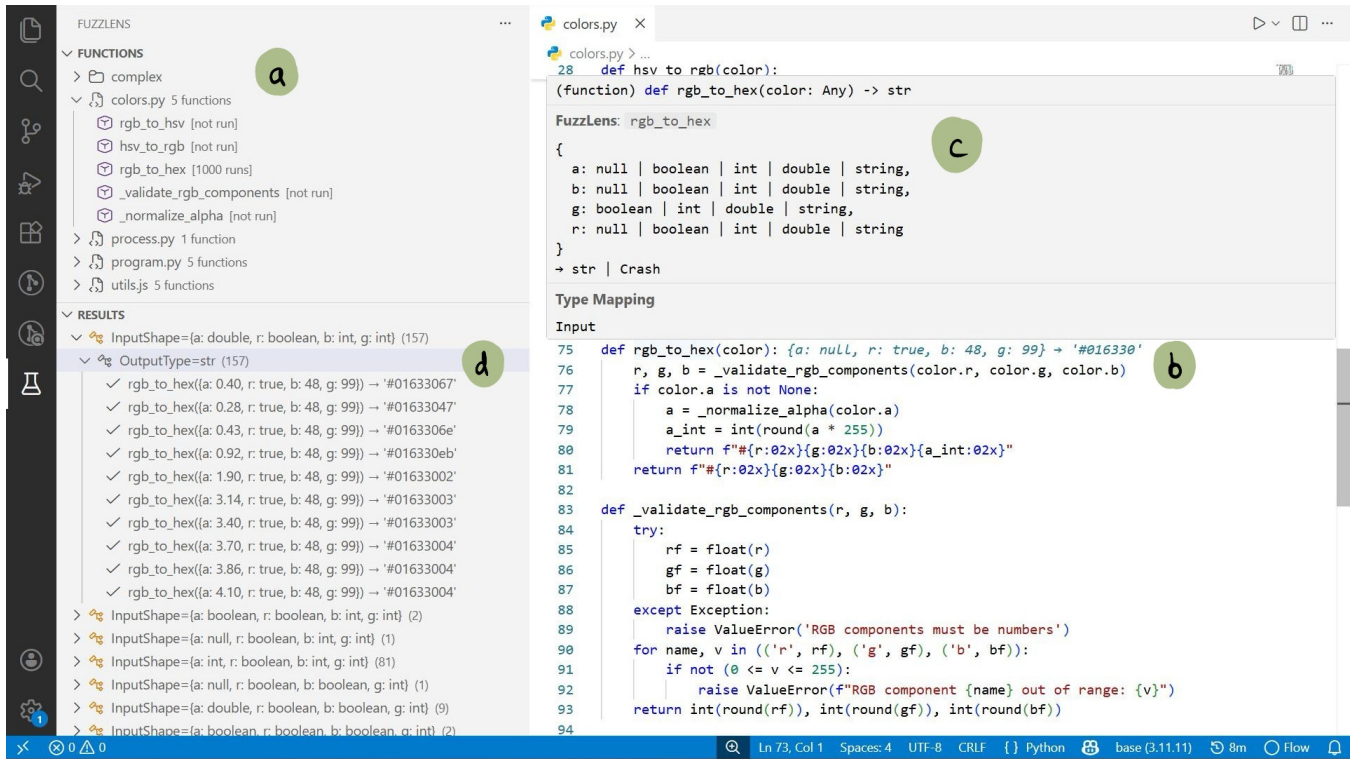 FUZZLENS ···
FUNCTIONS
a
complex
colors.py 5 functions
rgb_to_hsv [not run]
hsv_to_rgb [not run]
rgb_to_hex [1000 runs]
_validate_rgb_components [not run]
_normalize_alpha [not run]
process.py 1 function
program.py 5 functions
utils.js 5 functions
RESULTS
InputShape={a: double, r: boolean, b: int, g: int} (157)
OutputType=str (157)
d
rgb_to_hex({a: 0.40, r: true, b: 48, g: 99}) → '#01633067'
rgb_to_hex({a: 0.28, r: true, b: 48, g: 99}) → '#01633047'
rgb_to_hex({a: 0.43, r: true, b: 48, g: 99}) → '#0163306e'
rgb_to_hex({a: 0.92, r: true, b: 48, g: 99}) → '#016330eb'
rgb_to_hex({a: 1.90, r: true, b: 48, g: 99}) → '#01633002'
rgb_to_hex({a: 3.14, r: true, b: 48, g: 99}) → '#01633003'
rgb_to_hex({a: 3.40, r: true, b: 48, g: 99}) → '#01633003'
rgb_to_hex({a: 3.70, r: true, b: 48, g: 99}) → '#01633004'
rgb_to_hex({a: 3.86, r: true, b: 48, g: 99}) → '#01633004'
rgb_to_hex({a: 4.10, r: true, b: 48, g: 99}) → '#01633004'
InputShape={a: boolean, r: boolean, b: int, g: int} (2)
InputShape={a: null, r: boolean, b: int, g: int} (1)
InputShape={a: int, r: boolean, b: int, g: int} (81)
InputShape={a: null, r: boolean, b: boolean, g: int} (1)
InputShape={a: double, r: boolean, b: boolean, g: int} (9)
InputShape={a: boolean, r: boolean, b: boolean, g: int} (2)
colors.py
colors.py > ...
28 def hsv_to_rgb(color):
(function) def rgb_to_hex(color: Any) -> str
FuzzLens: rgb_to_hex
c
{
a: null | boolean | int | double | string,
b: null | boolean | int | double | string,
g: boolean | int | double | string,
r: null | boolean | int | double | string
}
→ str | Crash
Type Mapping
Input
75 def rgb_to_hex(color): {a: null, r: true, b: 48, g: 99} → '#016330'
b
76 r, g, b = _validate_rgb_components(color.r, color.g, color.b)
77 if color.a is not None:
78 a = _normalize_alpha(color.a)
79 a_int = int(round(a * 255))
80 return f"#{r:02x}{g:02x}{b:02x}{a_int:02x}"
81 return f"#{r:02x}{g:02x}{b:02x}"
82
83 def _validate_rgb_components(r, g, b):
84 try:
85 rf = float(r)
86 gf = float(g)
87 bf = float(b)
88 except Exception:
89 raise ValueError('RGB components must be numbers')
90 for name, v in (('r', rf), ('g', gf), ('b', bf)):
91 if not (0 <= v <= 255):
92 raise ValueError(f"RGB component {name} out of range: {v}")
93 return int(round(rf)), int(round(gf)), int(round(bf))
94
1
0 0 Ln 73, Col 1 Spaces: 4 UTF-8 CRLF { } Python base (3.11.11) 8m Flow